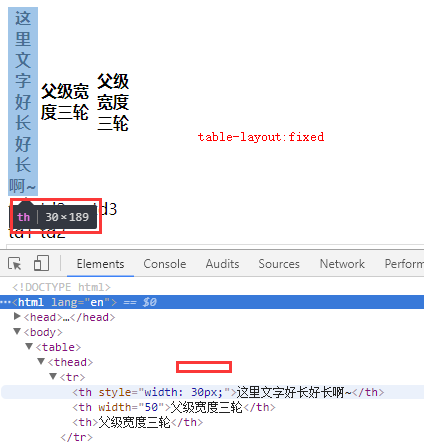 这
里
文
字
好
长
好
长
啊~
父级宽
度三轮
父级
宽度
三轮
table-layout:fixed
th 30×189
td3
td1 td2
Elements Console Audits Sources Network Perform
<!DOCTYPE html>
···<html lang="en"> == $0
▶<head>…</head>
▼<body>
▼<table>
▼<thead>
▼<tr>
<th style="width: 30px;">这里文字好长好长啊~</th>
<th width="50">父级宽度三轮</th>
<th>父级宽度三轮</th>
</tr>